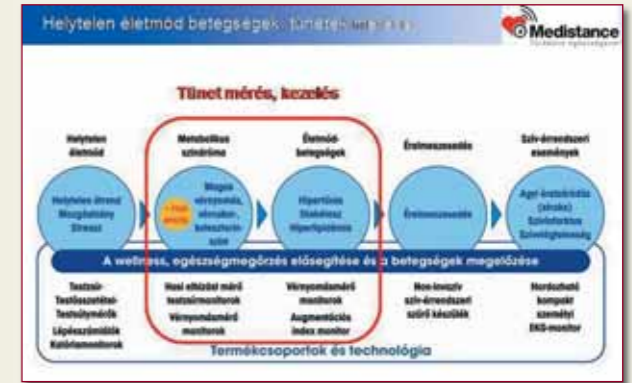 Helytelen életmód betegségek, tünetek
Medistance
Tünet mérés, kezelés
Helytelen
életmód
Metabolikus
szindróma
Életmód-
betegségek
Érelmeszesedés
Szív-érrendszeri
események
Helytelen étrend
Mozgáshiány
Stressz
Magas
vérnyomás,
vércukor-,
koleszterin-
szint
Hipertónia
Diabétesz
Hiperlipidémia
Érelmeszesedés
Agyi érelzáródás
(stroke)
Szívinfarktus
Szívelégtelenség
A wellness, egészségmegőrzés elősegítése és a betegségek megelőzése
Testzsír-
Testösszetétel-
Testsúlymérők
Lépésszámlálók
Kalóriamonitorok
Hasi elhízást mérő
testzsírmonitorok
Vérnyomásmérő
monitorok
Vérnyomásmérő
monitorok
Augmentációs
index monitor
Non-invazív
szív-érrendszeri
szűrő készülék
Hordozható
kompakt
személyi
EKG-monitor
Termékcsoportok és technológia